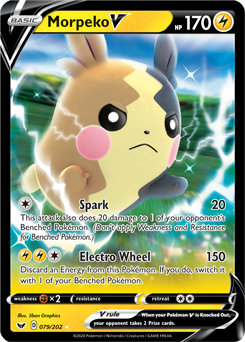 BASIC Morpeko V HP 170
Spark 20
This attack also does 20 damage to 1 of your opponent's
Benched Pokémon. (Don't apply Weakness and Resistance
for Benched Pokémon.)
Electro Wheel 150
Discard an Energy from this Pokémon. If you do, switch it
with 1 of your Benched Pokémon.
weakness ×2 resistance retreat
Illus. Saki Hayashiro
V rule When your Pokémon V is Knocked Out,
your opponent takes 2 Prize cards.
079/202
©2020 Pokémon / Nintendo / Creatures / GAME FREAK